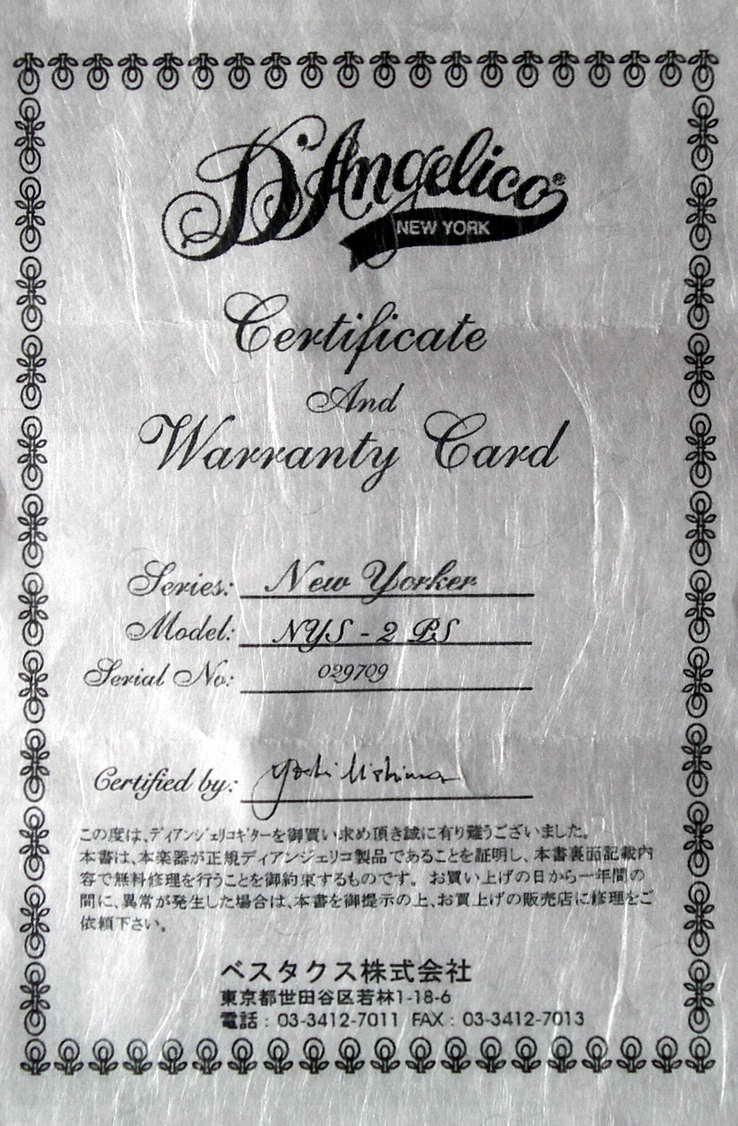 D'Angelico®
NEW YORK
Certificate
And
Warranty Card
Series: New Yorker
Model: NYS - 2 PS
Serial No: 029709
Certified by: Yoshi
この度は、ディアンジェリコギターを御買い求め頂き誠に有り難うございました。
本書は、本楽器が正規ディアンジェリコ製品であることを証明し、本書裏面記載内
容で無料修理を行うことを御約束するものです。お買い上げの日から一年間の
間に、異常が発生した場合は、本書を御提示の上、お買上げの販売店に修理をご
依頼下さい。
ベスタクス株式会社
東京都世田谷区若林1-18-6
電話：03-3412-7011 FAX：03-3412-7013